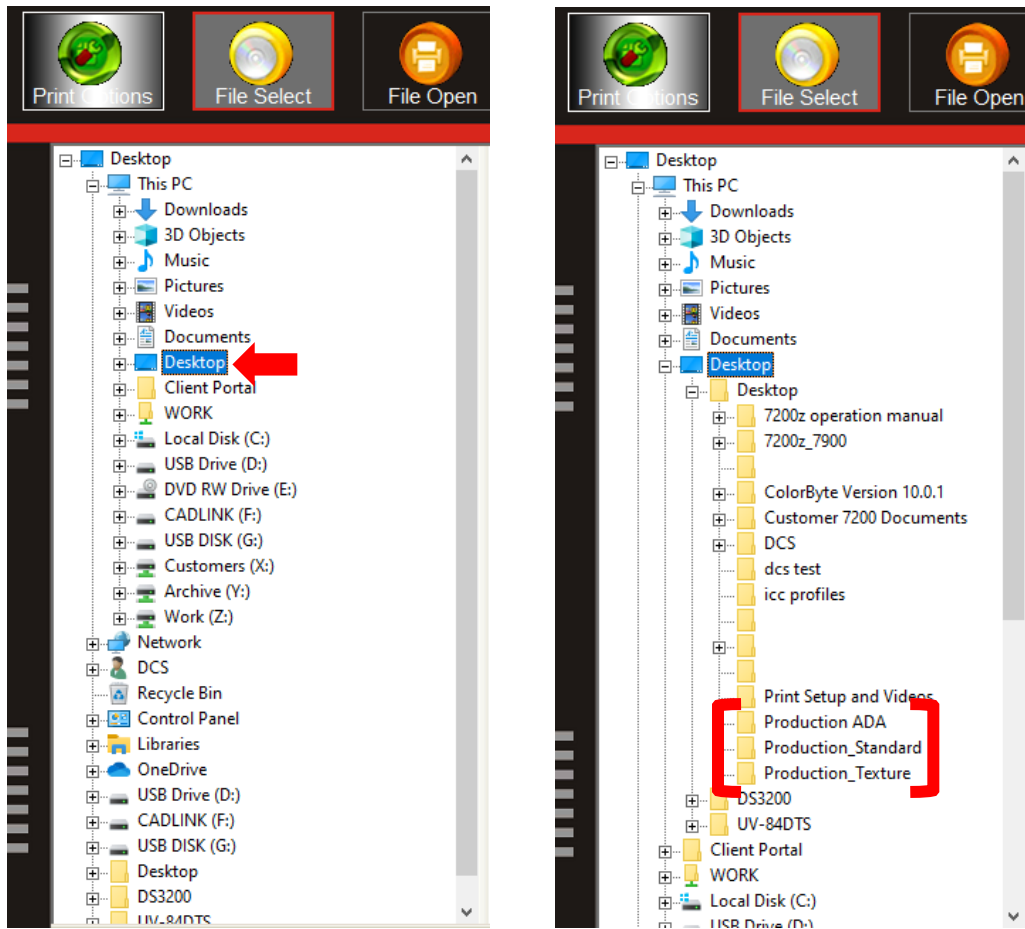 Print Options
File Select
File Open
Desktop
This PC
Downloads
3D Objects
Music
Pictures
Videos
Documents
Desktop
Client Portal
WORK
Local Disk (C:)
USB Drive (D:)
DVD RW Drive (E:)
CADLINK (F:)
USB DISK (G:)
Customers (X:)
Archive (Y:)
Work (Z:)
Network
DCS
Recycle Bin
Control Panel
Libraries
OneDrive
USB Drive (D:)
CADLINK (F:)
USB DISK (G:)
Desktop
DS3200
UV-84DTS
Print Options
File Select
File Open
Desktop
This PC
Downloads
3D Objects
Music
Pictures
Videos
Documents
Desktop
Desktop
7200z operation manual
7200z_7900
ColorByte Version 10.0.1
Customer 7200 Documents
DCS
dcs test
icc profiles
Print Setup and Videos
Production ADA
Production_Standard
Production_Texture
DS3200
UV-84DTS
Client Portal
WORK
Local Disk (C:)
USB Drive (D:)